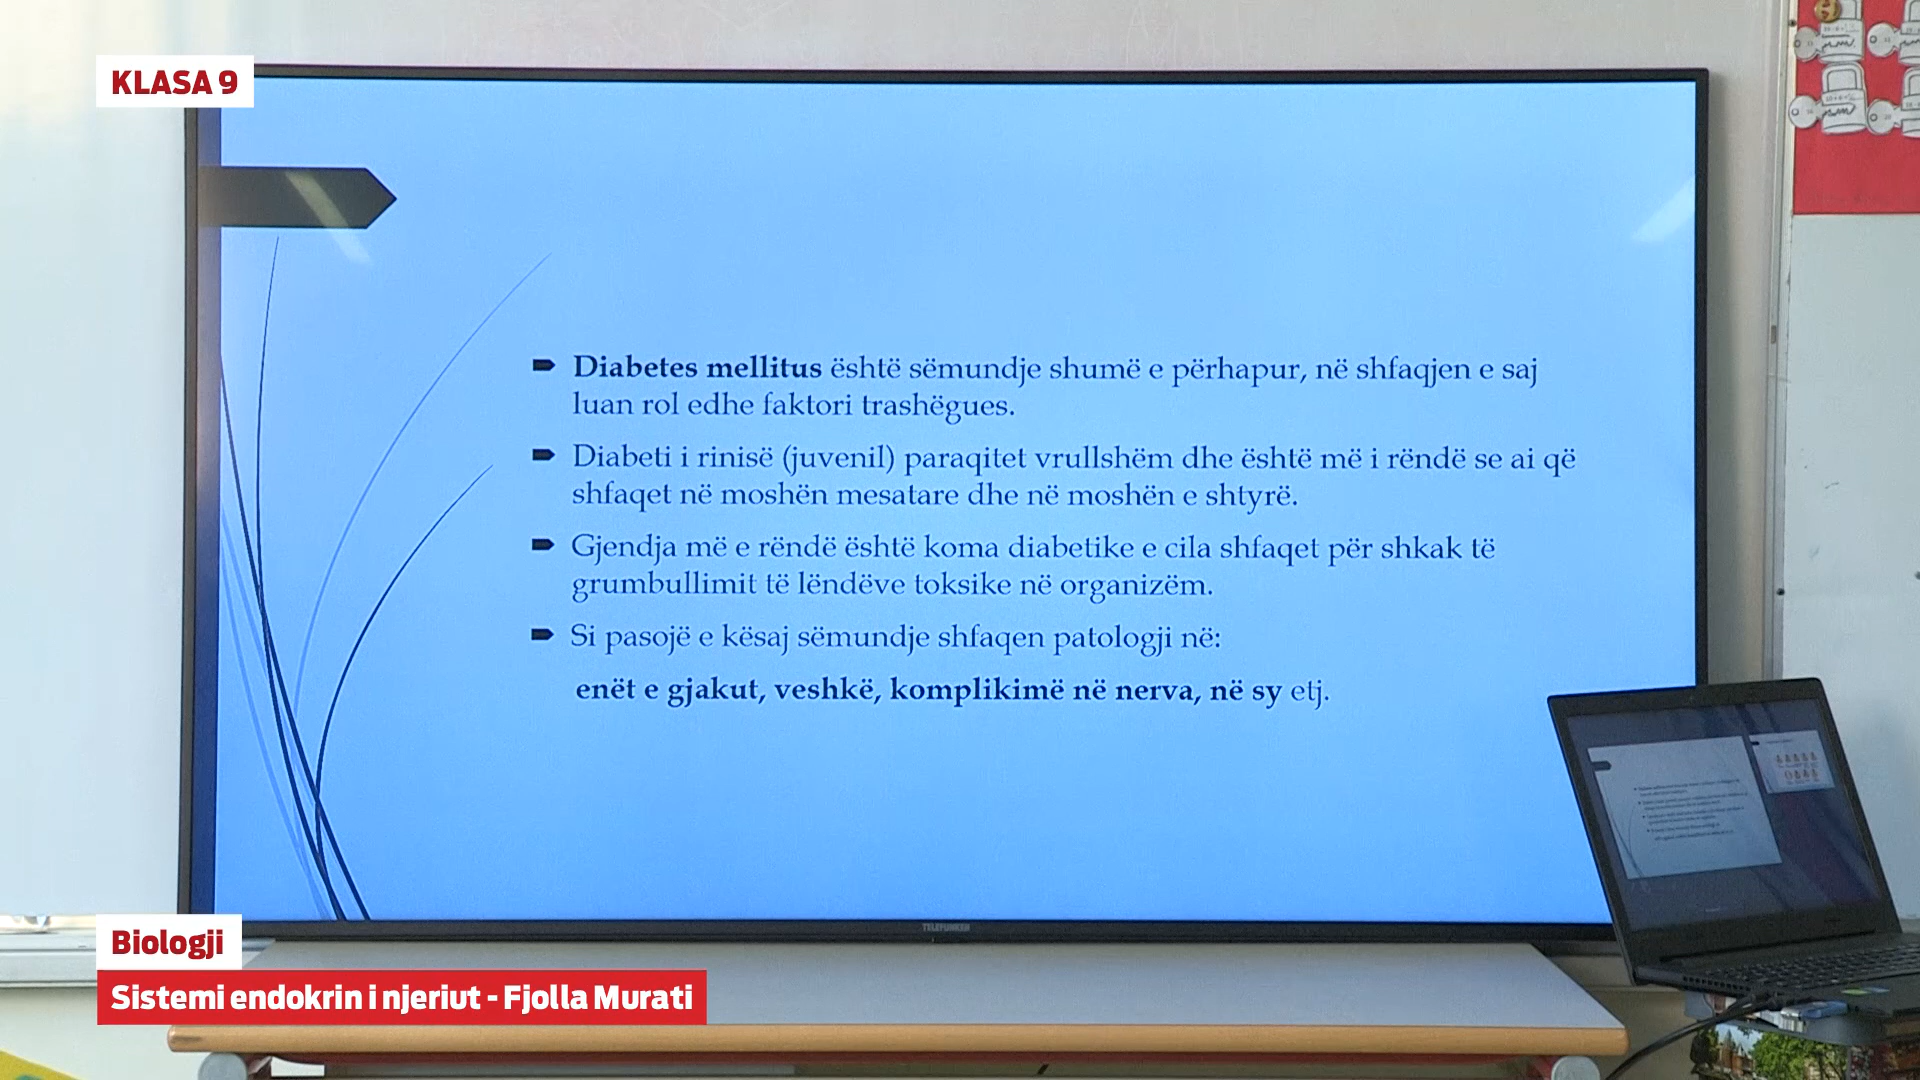 KLASA 9
Diabetes mellitus është sëmundje shumë e përhapur, në shfaqjen e saj
luan rol edhe faktori trashëgues.
Diabeti i rinisë (juvenil) paraqitet vrullshëm dhe është më i rëndë se ai që
shfaqet në moshën mesatare dhe në moshën e shtyrë.
Gjendja më e rëndë është koma diabetike e cila shfaqet për shkak të
grumbullimit të lëndëve toksike në organizëm.
Si pasojë e kësaj sëmundje shfaqen patologji në:
enët e gjakut, veshkë, komplikimë në nerva, në sy etj.
TELEFUNKEN
Biologji
Sistemi endokrin i njeriut - Fjolla Murati